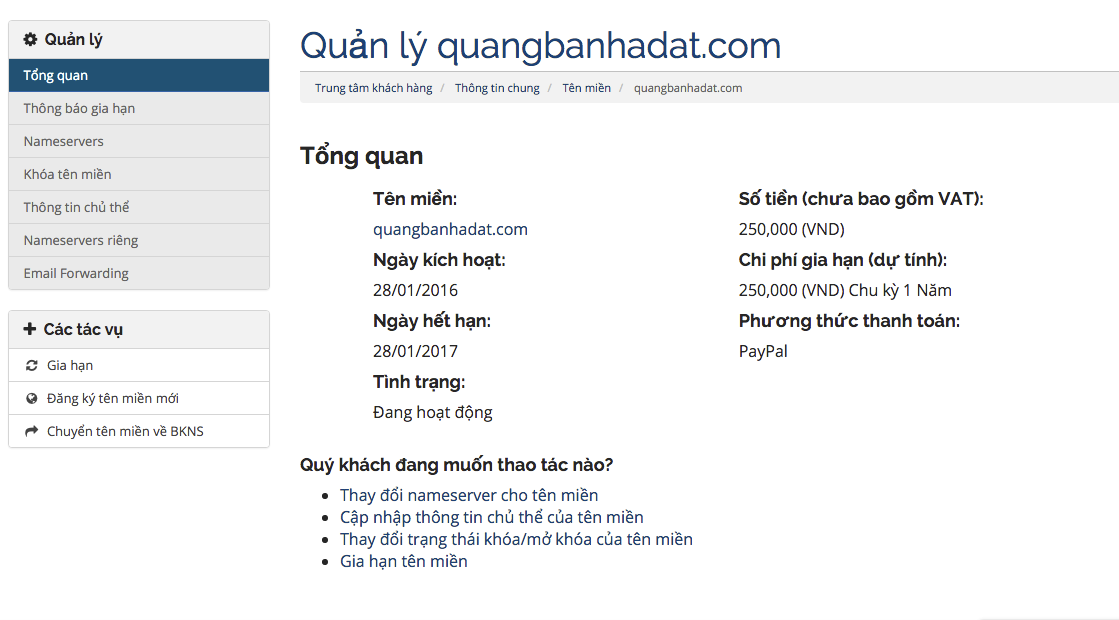 Quản lý
Tổng quan
Thông báo gia hạn
Nameservers
Khóa tên miền
Thông tin chủ thể
Nameservers riêng
Email Forwarding
Các tác vụ
Gia hạn
Đăng ký tên miền mới
Chuyển tên miền về BKNS
Quản lý quangbanhadat.com
Trung tâm khách hàng / Thông tin chung / Tên miền / quangbanhadat.com
Tổng quan
Tên miền:
quangbanhadat.com
Ngày kích hoạt:
28/01/2016
Ngày hết hạn:
28/01/2017
Tình trạng:
Đang hoạt động
Số tiền (chưa bao gồm VAT):
250,000 (VND)
Chi phí gia hạn (dự tính):
250,000 (VND) Chu kỳ 1 Năm
Phương thức thanh toán:
PayPal
Quý khách đang muốn thao tác nào?
Thay đổi nameserver cho tên miền
Cập nhập thông tin chủ thể của tên miền
Thay đổi trạng thái khóa/mở khóa của tên miền
Gia hạn tên miền